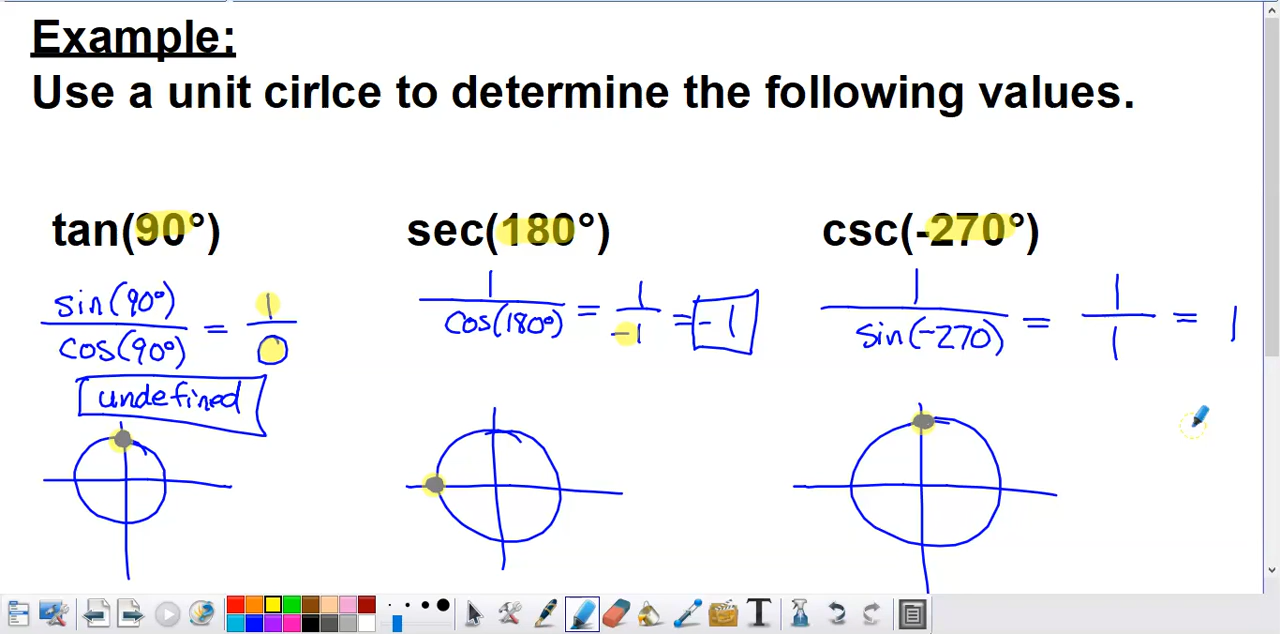 Example:
Use a unit cirlce to determine the following values.
tan(90°)
sin(90°)
cos(90°)
=
1
0
undefined
sec(180°)
1
cos(180°)
=
1
-1
= -1
csc(-270°)
1
sin(-270)
=
1
1
= 1
T